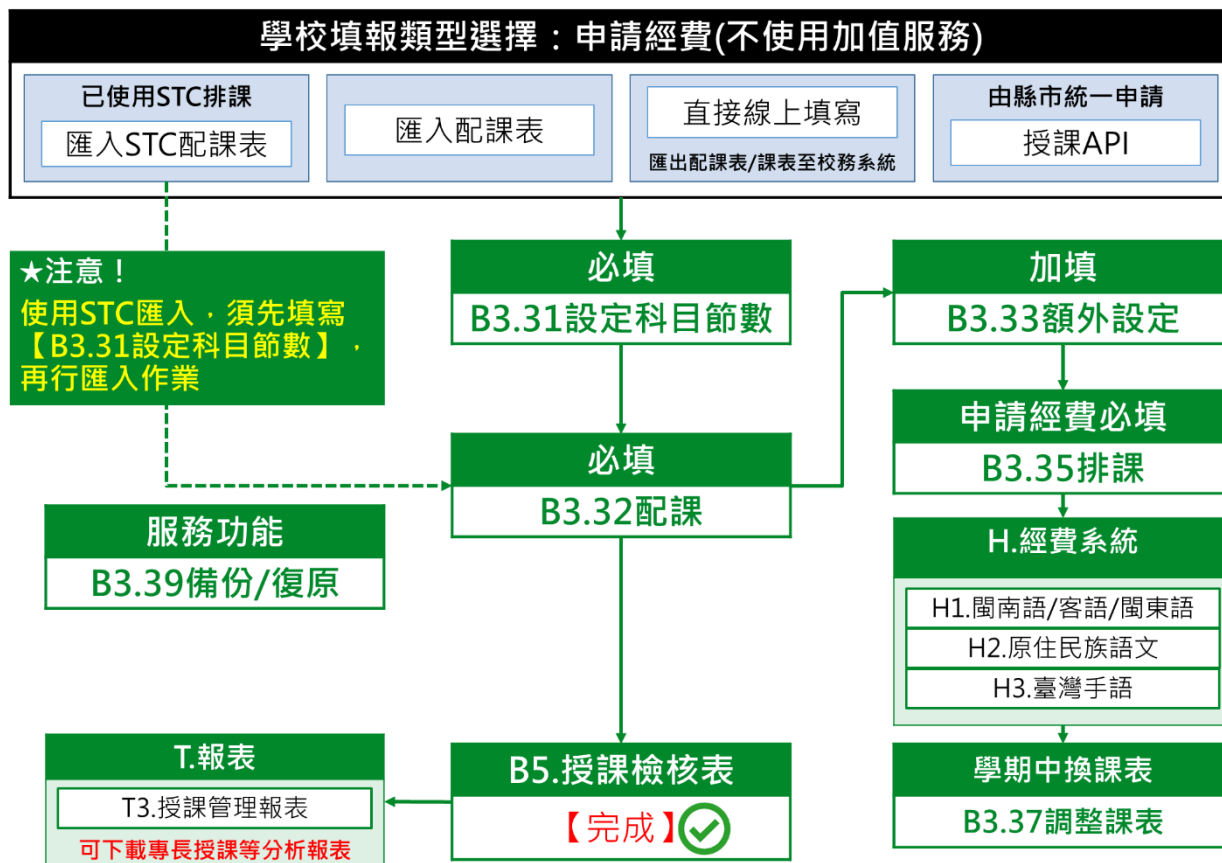 學校填報類型選擇：申請經費(不使用加值服務)
已使用STC排課
匯入STC配課表
匯入配課表
直接線上填寫
匯出配課表/課表至校務系統
由縣市統一申請
授課API
★注意！
使用STC匯入，須先填寫
【B3.31設定科目節數】，
再行匯入作業
必填
B3.31設定科目節數
加填
B3.33額外設定
必填
B3.32配課
申請經費必填
B3.35排課
服務功能
B3.39備份/復原
H.經費系統
H1.閩南語/客語/閩東語
H2.原住民族語文
H3.臺灣手語
T.報表
T3.授課管理報表
可下載專長授課等分析報表
B5.授課檢核表
【完成】
學期中換課表
B3.37調整課表